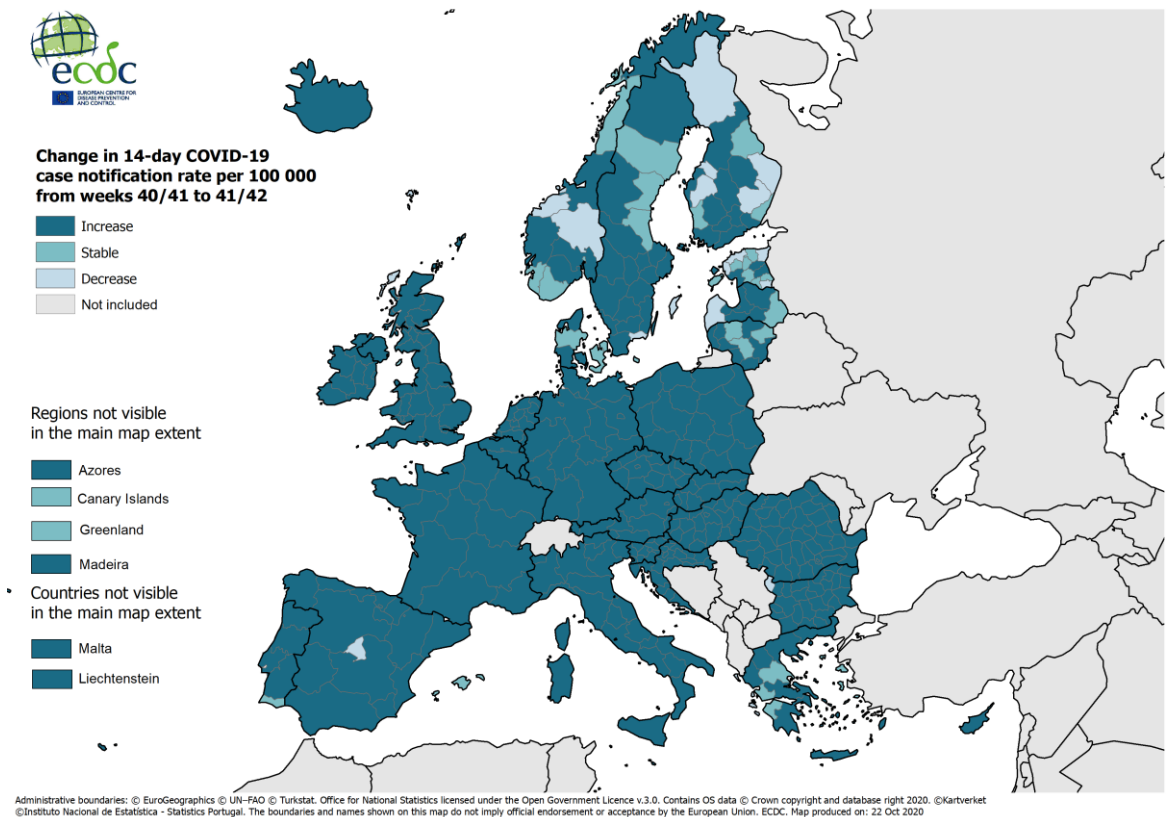 ecdc
EUROPEAN CENTRE FOR
DISEASE PREVENTION
AND CONTROL
Change in 14-day COVID-19
case notification rate per 100 000
from weeks 40/41 to 41/42
Increase
Stable
Decrease
Not included
Regions not visible
in the main map extent
Azores
Canary Islands
Greenland
Madeira
Countries not visible
in the main map extent
Malta
Liechtenstein
Administrative boundaries: © EuroGeographics © UN–FAO © Turkstat. Office for National Statistics licensed under the Open Government Licence v.3.0. Contains OS data © Crown copyright and database right 2020. ©Kartverket
©Instituto Nacional de Estatística - Statistics Portugal. The boundaries and names shown on this map do not imply official endorsement or acceptance by the European Union. ECDC. Map produced on: 22 Oct 2020